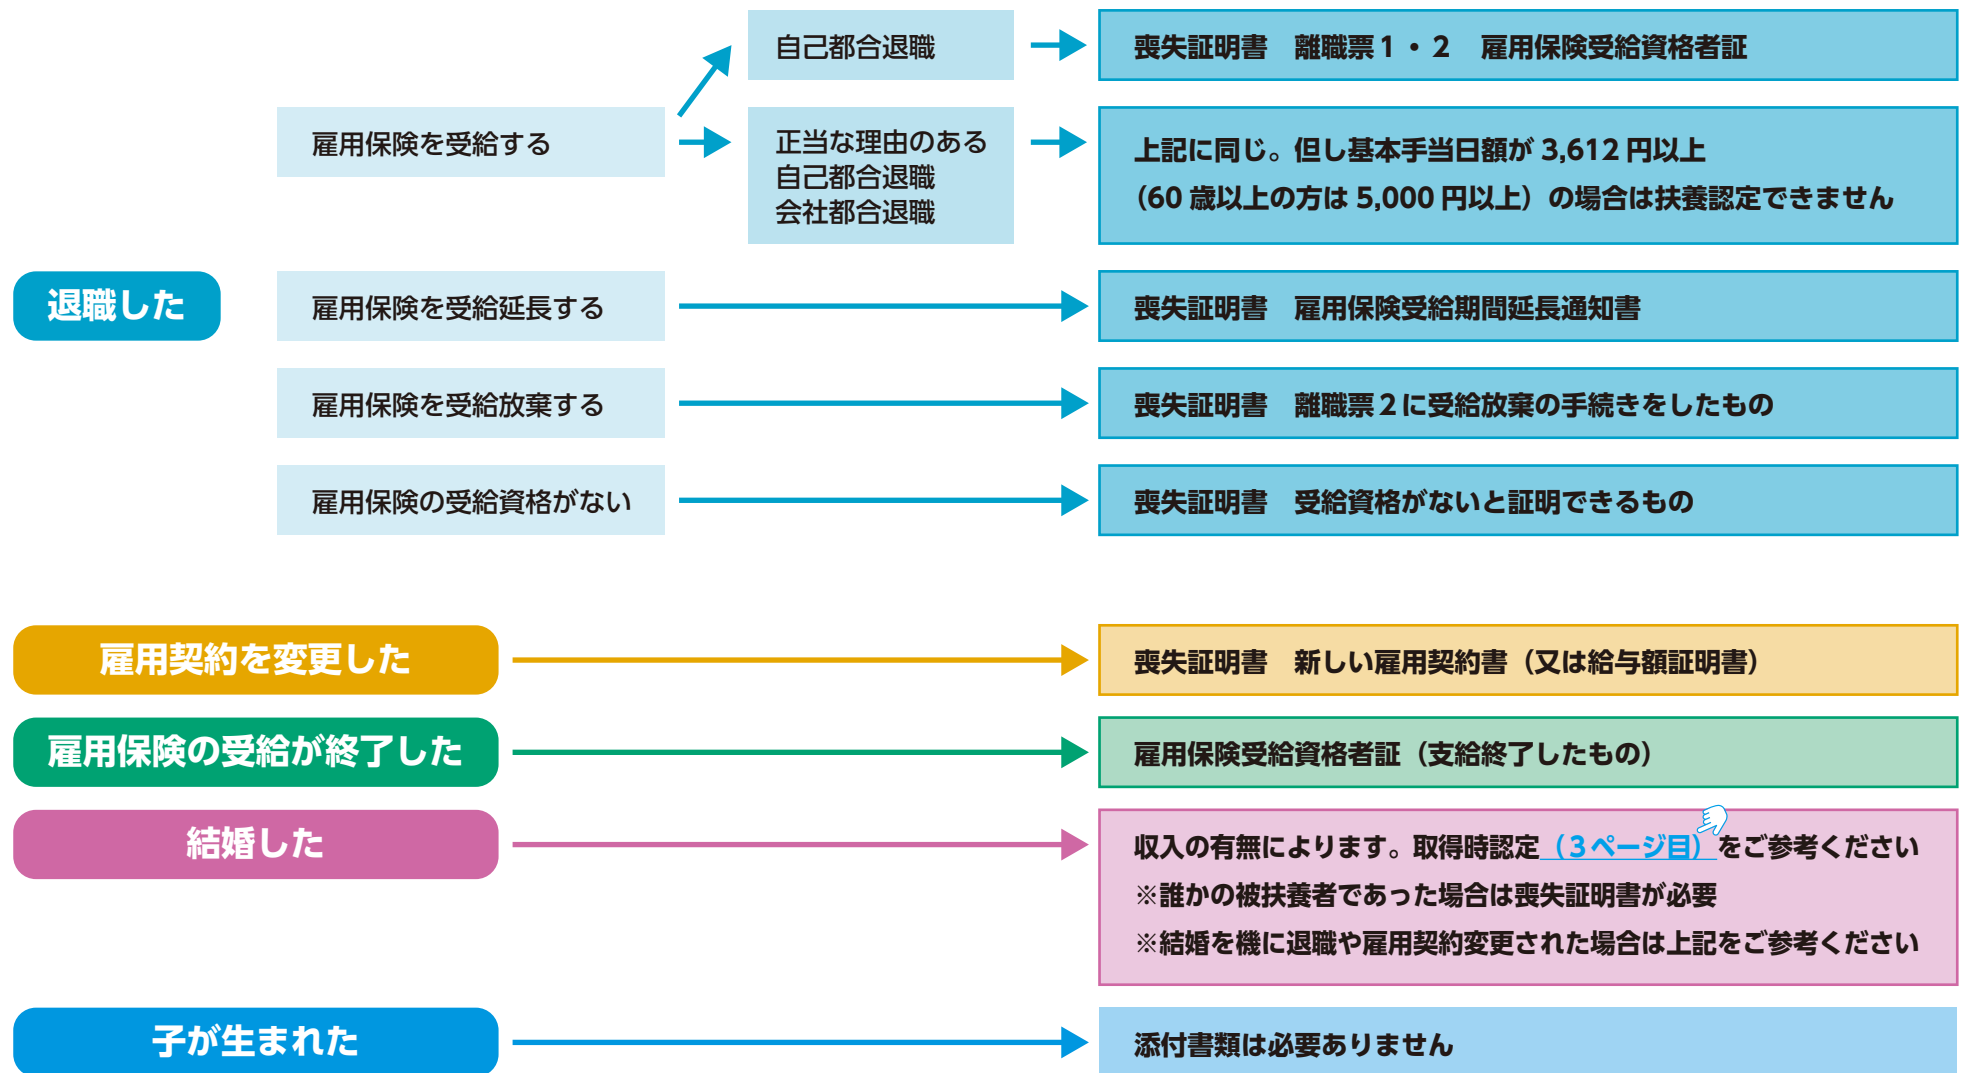 退職した
雇用保険を受給する
自己都合退職
喪失証明書　離職票１・２　雇用保険受給資格者証
正当な理由のある
自己都合退職
会社都合退職
上記に同じ。但し基本手当日額が 3,612 円以上
（60 歳以上の方は 5,000 円以上）の場合は扶養認定できません
雇用保険を受給延長する
喪失証明書　雇用保険受給期間延長通知書
雇用保険を受給放棄する
喪失証明書　離職票２に受給放棄の手続きをしたもの
雇用保険の受給資格がない
喪失証明書　受給資格がないと証明できるもの
雇用契約を変更した
喪失証明書　新しい雇用契約書（又は給与額証明書）
雇用保険の受給が終了した
雇用保険受給資格者証（支給終了したもの）
結婚した
収入の有無によります。取得時認定（３ページ目）をご参考ください
※誰かの被扶養者であった場合は喪失証明書が必要
※結婚を機に退職や雇用契約変更された場合は上記をご参考ください
子が生まれた
添付書類は必要ありません